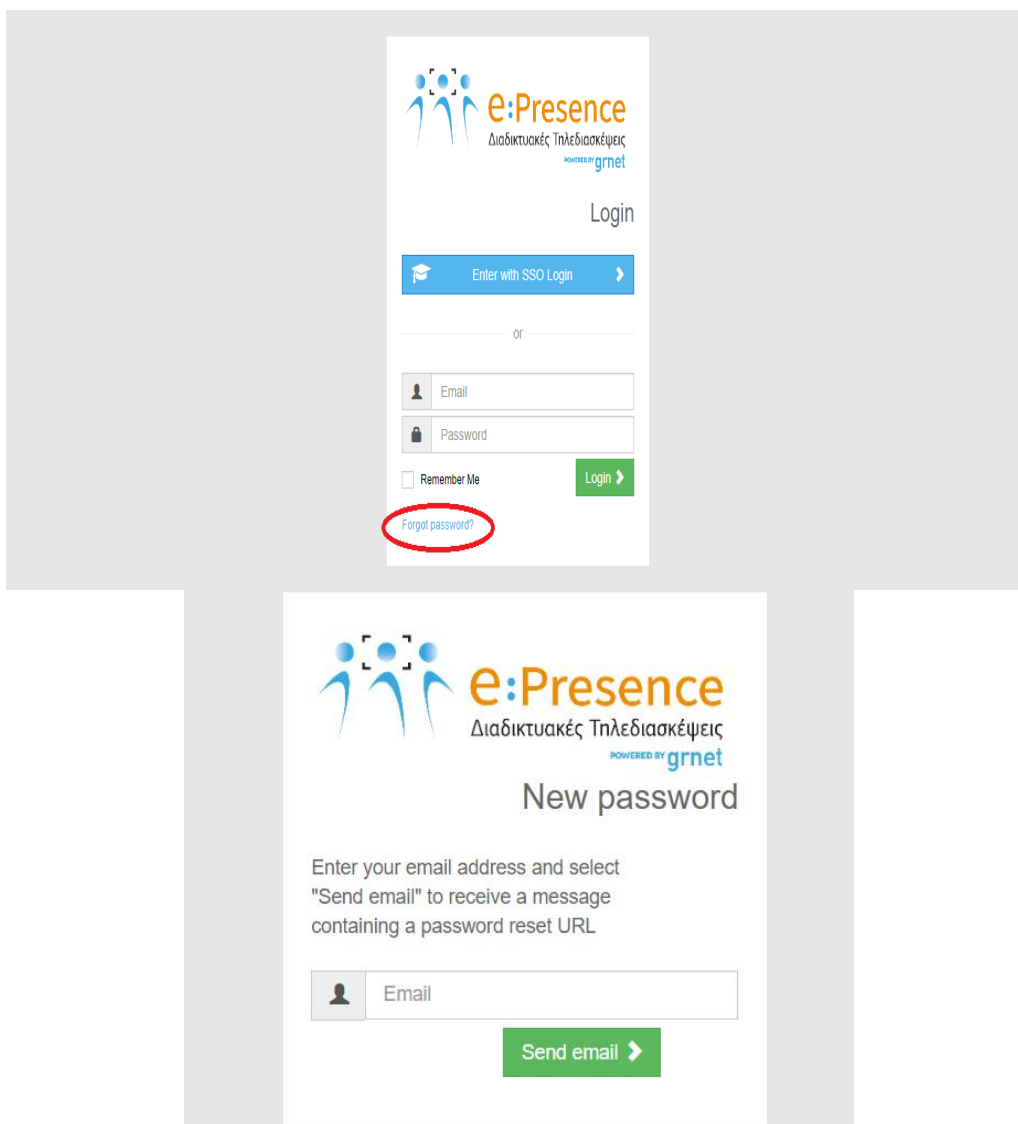 e:Presence
Διαδικτυακές Τηλεδιασκέψεις
POWERED BY grnet
Login
Enter with SSO Login
or
Email
Password
Remember Me
Login
Forgot password?
e:Presence
Διαδικτυακές Τηλεδιασκέψεις
POWERED BY grnet
New password
Enter your email address and select
"Send email" to receive a message
containing a password reset URL
Email
Send email